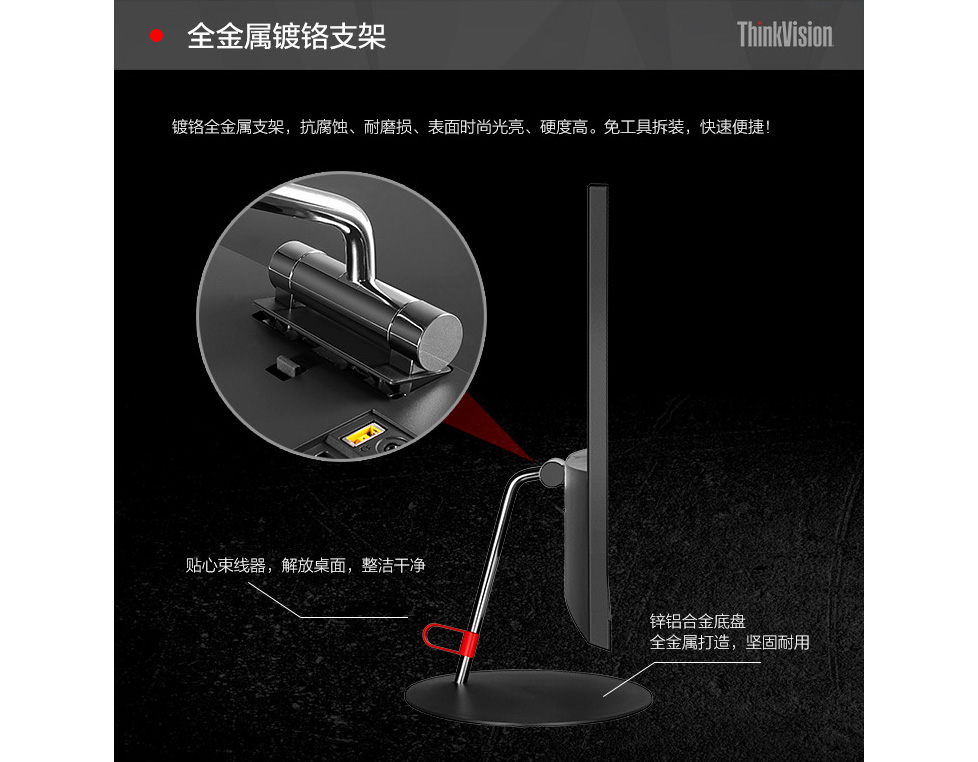 全金属镀铬支架
ThinkVision
镀铬全金属支架，抗腐蚀、耐磨损、表面时尚光亮、硬度高。免工具拆装，快速便捷！
贴心束线器，解放桌面，整洁干净
锌铝合金底盘
全金属打造，坚固耐用